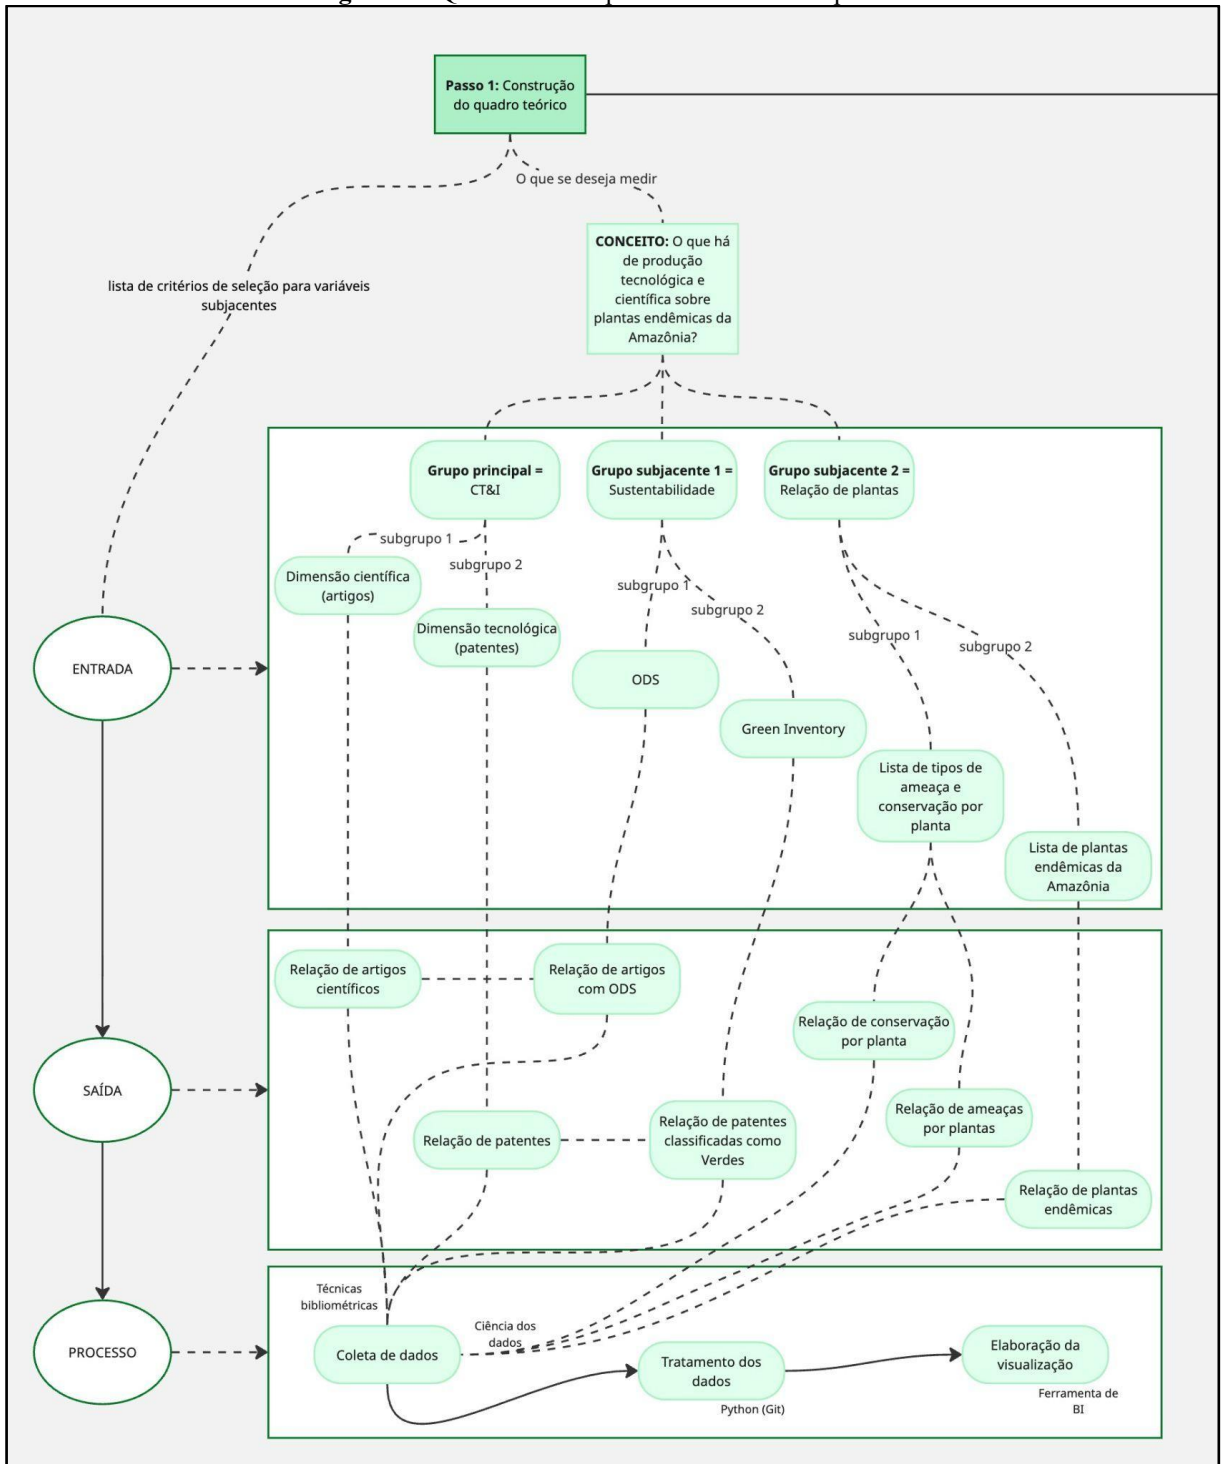 Passo 1: Construção
do quadro teórico
O que se deseja medir
CONCEITO: O que há
de produção
tecnológica e
científica sobre
plantas endêmicas da
Amazônia?
lista de critérios de seleção para variáveis
subjacentes
Grupo principal =
CT&I
Grupo subjacente 1 =
Sustentabilidade
Grupo subjacente 2 =
Relação de plantas
subgrupo 1
subgrupo 2
Dimensão científica
(artigos)
Dimensão tecnológica
(patentes)
subgrupo 1
subgrupo 2
subgrupo 1
subgrupo 2
ENTRADA
ODS
Green Inventory
Lista de tipos de
ameaça e
conservação por
planta
Lista de plantas
endêmicas da
Amazônia
Relação de artigos
científicos
Relação de artigos
com ODS
Relação de conservação
por planta
SAÍDA
Relação de patentes
Relação de patentes
classificadas como
Verdes
Relação de ameaças
por plantas
Relação de plantas
endêmicas
Técnicas
bibliométricas
Ciência dos
dados
PROCESSO
Coleta de dados
Tratamento dos
dados
Python (Git)
Elaboração da
visualização
Ferramenta de
BI